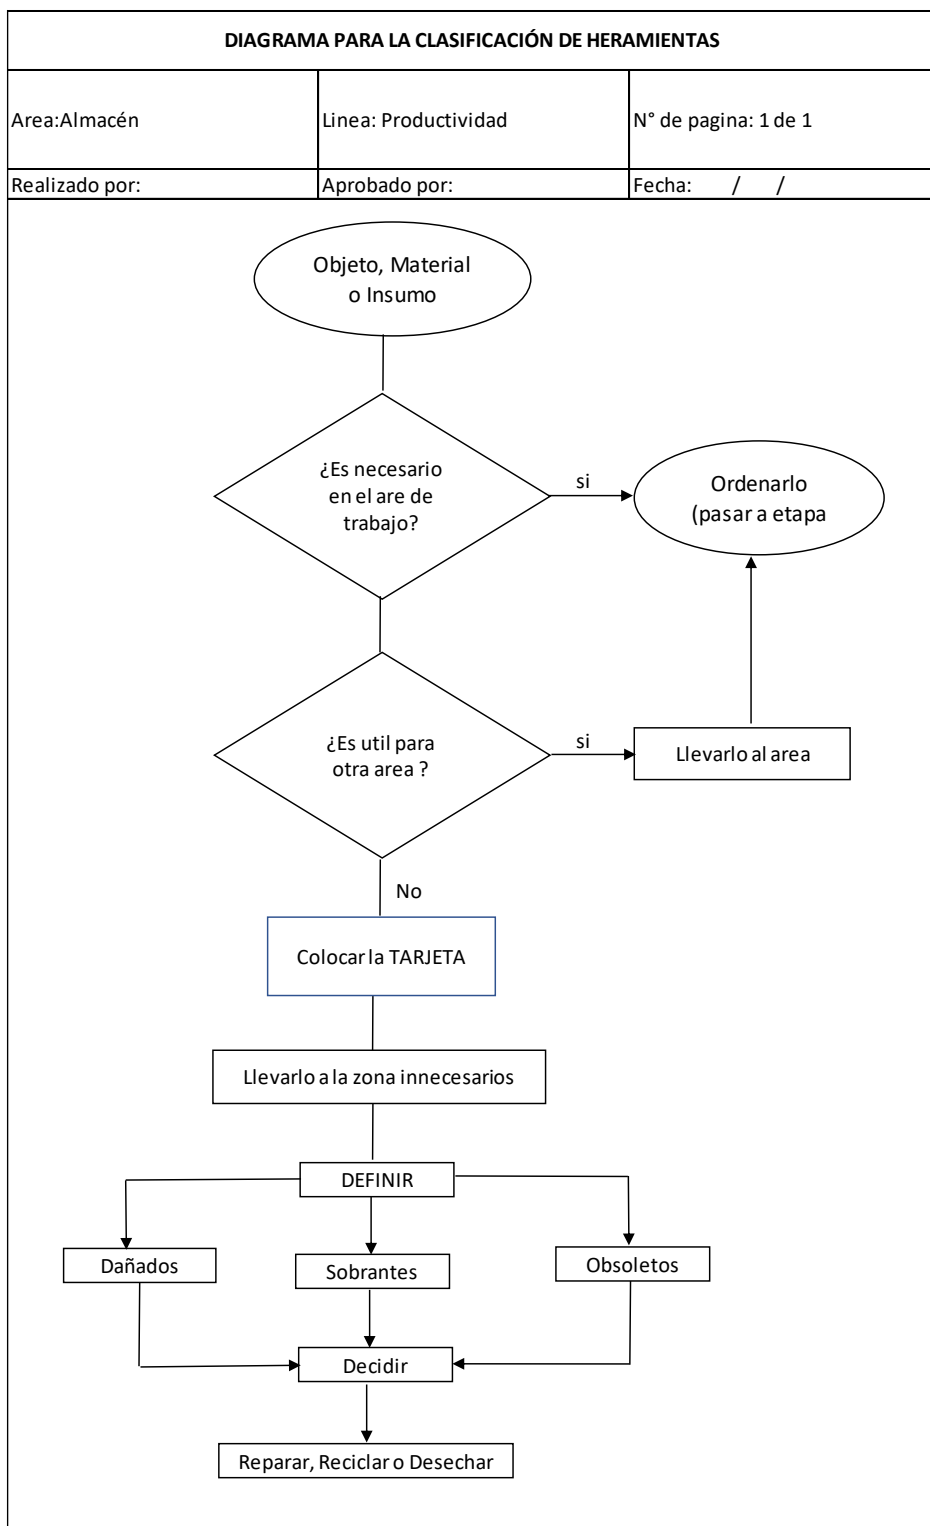 DIAGRAMA PARA LA CLASIFICACIÓN DE HERAMIENTAS
Area:Almacén
Linea: Productividad
N° de pagina: 1 de 1
Realizado por:
Aprobado por:
Fecha: / /
Objeto, Material
o Insumo
¿Es necesario
en el are de
trabajo?
si
Ordenarlo
(pasar a etapa
¿Es util para
otra area ?
si
Llevarlo al area
No
Colocar la TARJETA
Llevarlo a la zona innecesarios
DEFINIR
Dañados
Sobrantes
Obsoletos
Decidir
Reparar, Reciclar o Desechar